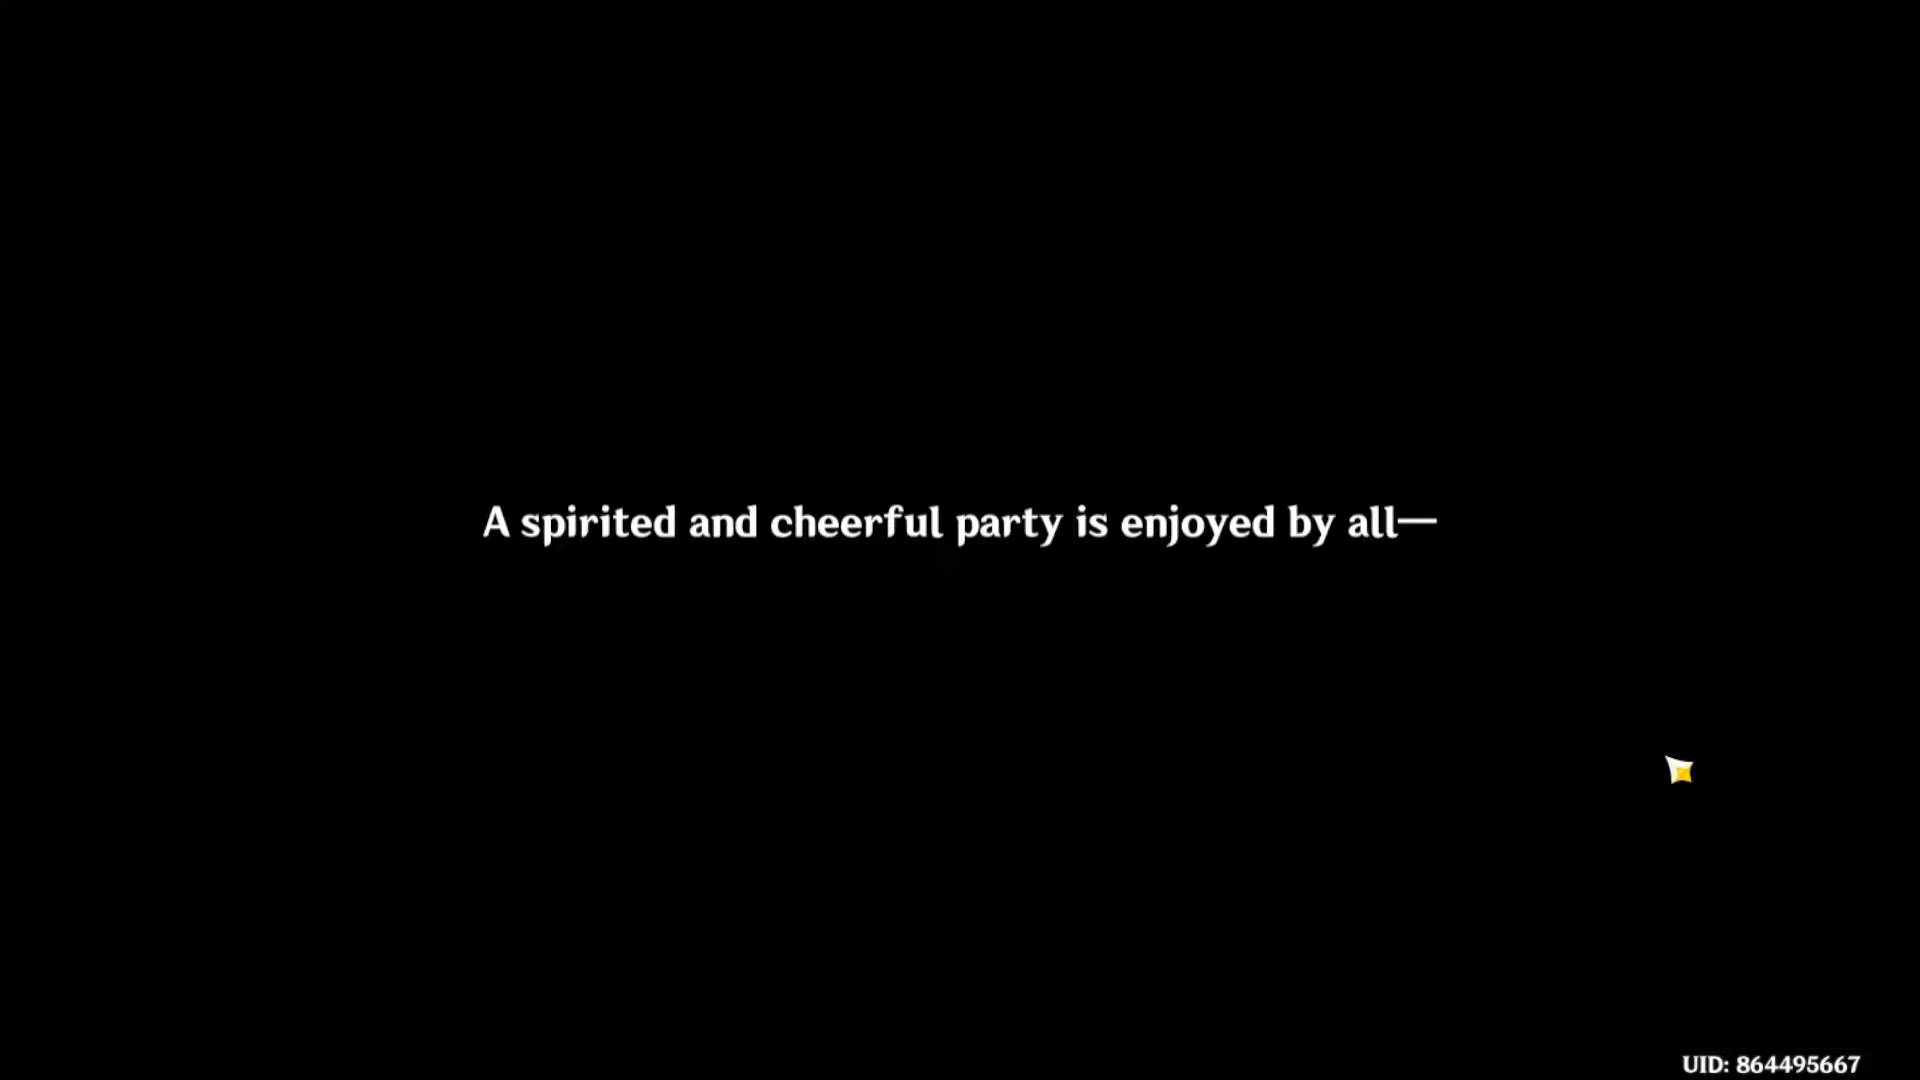 A spirited and cheerful party is enjoyed by all—
UID: 864495667